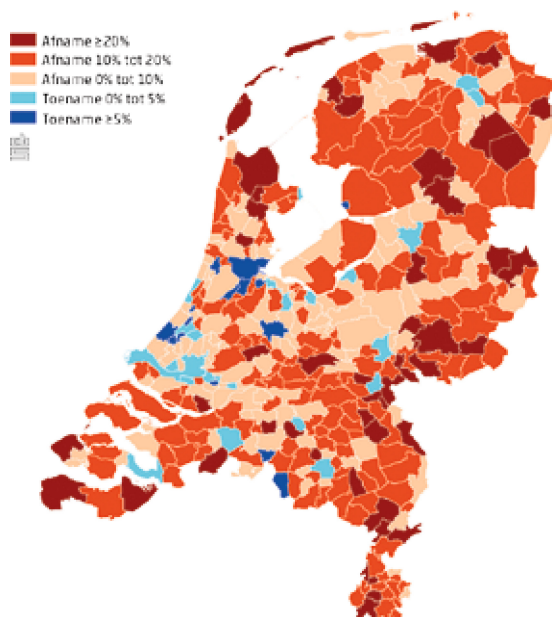 Afname ≥20%
Afname 10% tot 20%
Afname 0% tot 10%
Toename 0% tot 5%
Toename ≥5%